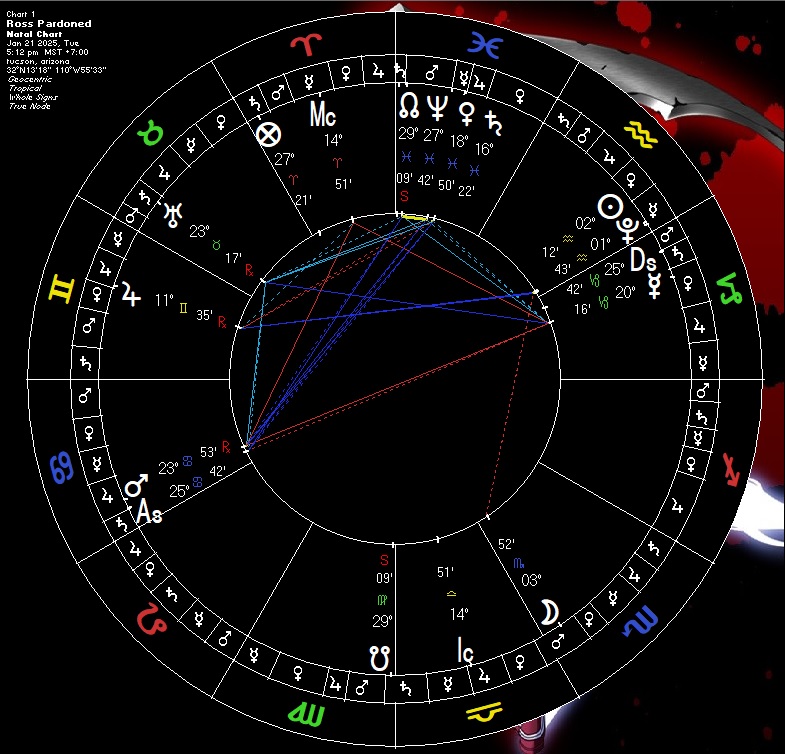 Chart 1
Ross Pardoned
Natal Chart
Jan 21 2025, Tue
5:12 pm MST +7:00
tucson, arizona
32°N13'18" 110°W55'33"
Geocentric
Tropical
Whole Signs
True Node
♈
♓
♒
♑
♐
♏
♎
♍
♌
♋
♊
♉
⊗ 27° ♈ 21'
Mc 14° ♈ 51'
☊ 29° ♓ 09' S
♆ 27° ♓ 42'
♀ 18° ♓ 50'
♄ 16° ♓ 22'
☉ 02° ♒ 12'
♇ 01° ♒ 43'
Ds 25° ♑ 42'
☿ 20° ♑ 16'
♅ 23° ♉ 17' R
♃ 11° ♊ 35' R
♂ 23° ♋ 53' R
As 25° ♋ 42'
☋ 29° ♍ 09' S
Ic 14° ♎ 51'
☽ 03° ♏ 52'